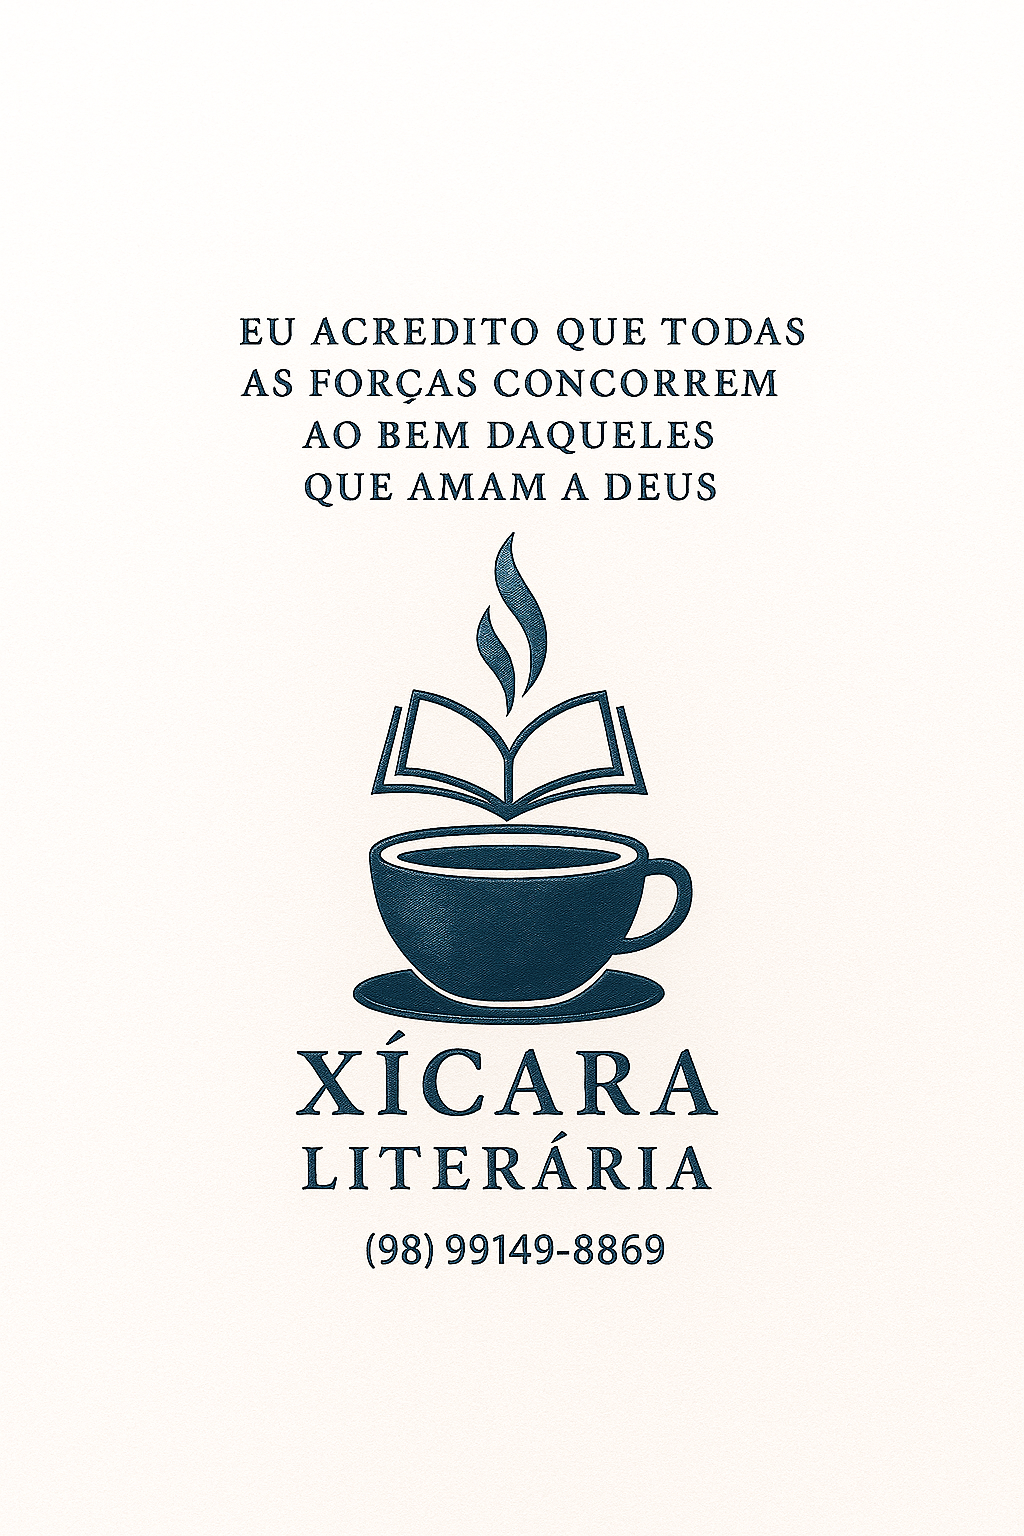 EU ACREDITO QUE TODAS
AS FORÇAS CONCORREM
AO BEM DAQUELES
QUE AMAM A DEUS
XÍCARA
LITERÁRIA
(98) 99149-8869